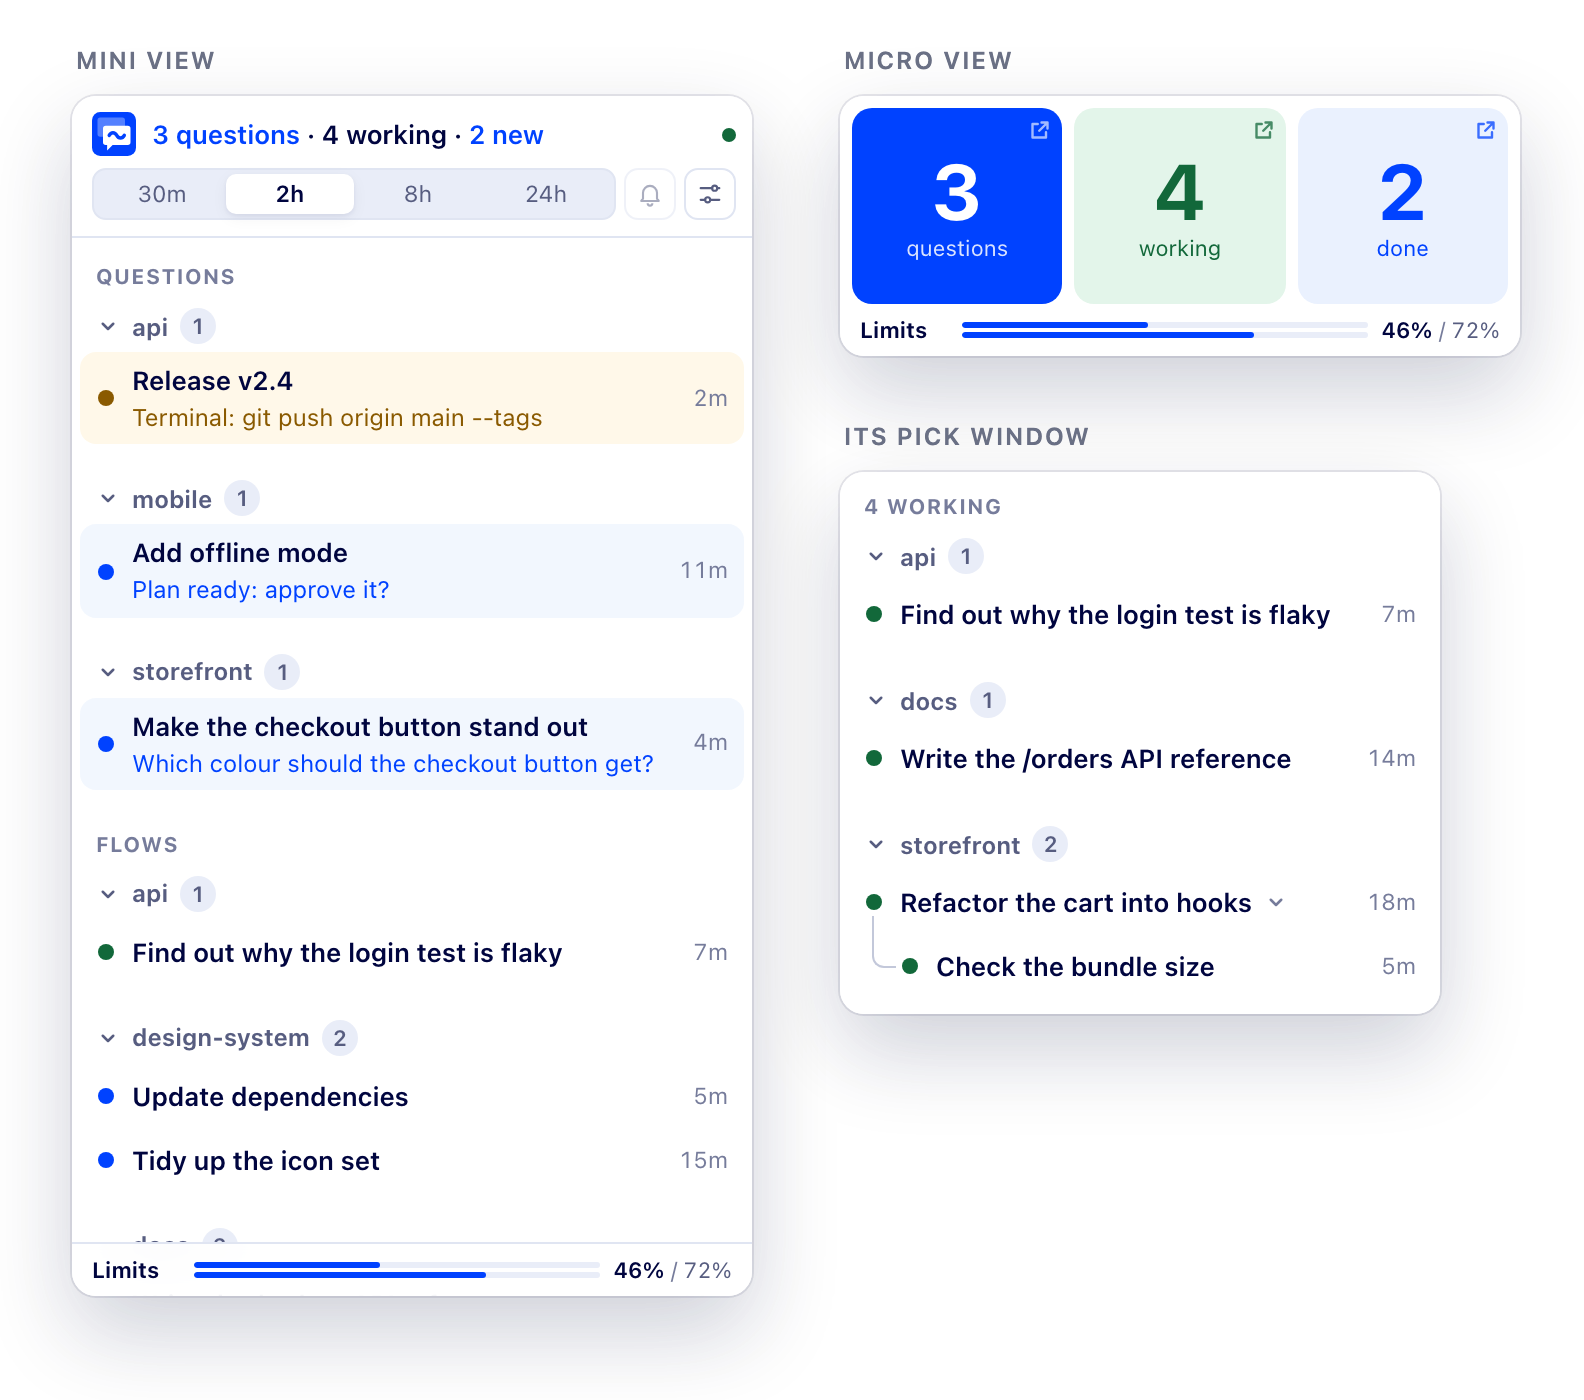 MINI VIEW
3 questions · 4 working · 2 new
30m 2h 8h 24h
QUESTIONS
api 1
Release v2.4
Terminal: git push origin main --tags
2m
mobile 1
Add offline mode
Plan ready: approve it?
11m
storefront 1
Make the checkout button stand out
Which colour should the checkout button get?
4m
FLOWS
api 1
Find out why the login test is flaky 7m
design-system 2
Update dependencies 5m
Tidy up the icon set 15m
Limits 46% / 72%
MICRO VIEW
3
questions
4
working
2
done
Limits 46% / 72%
ITS PICK WINDOW
4 WORKING
api 1
Find out why the login test is flaky 7m
docs 1
Write the /orders API reference 14m
storefront 2
Refactor the cart into hooks 18m
Check the bundle size 5m